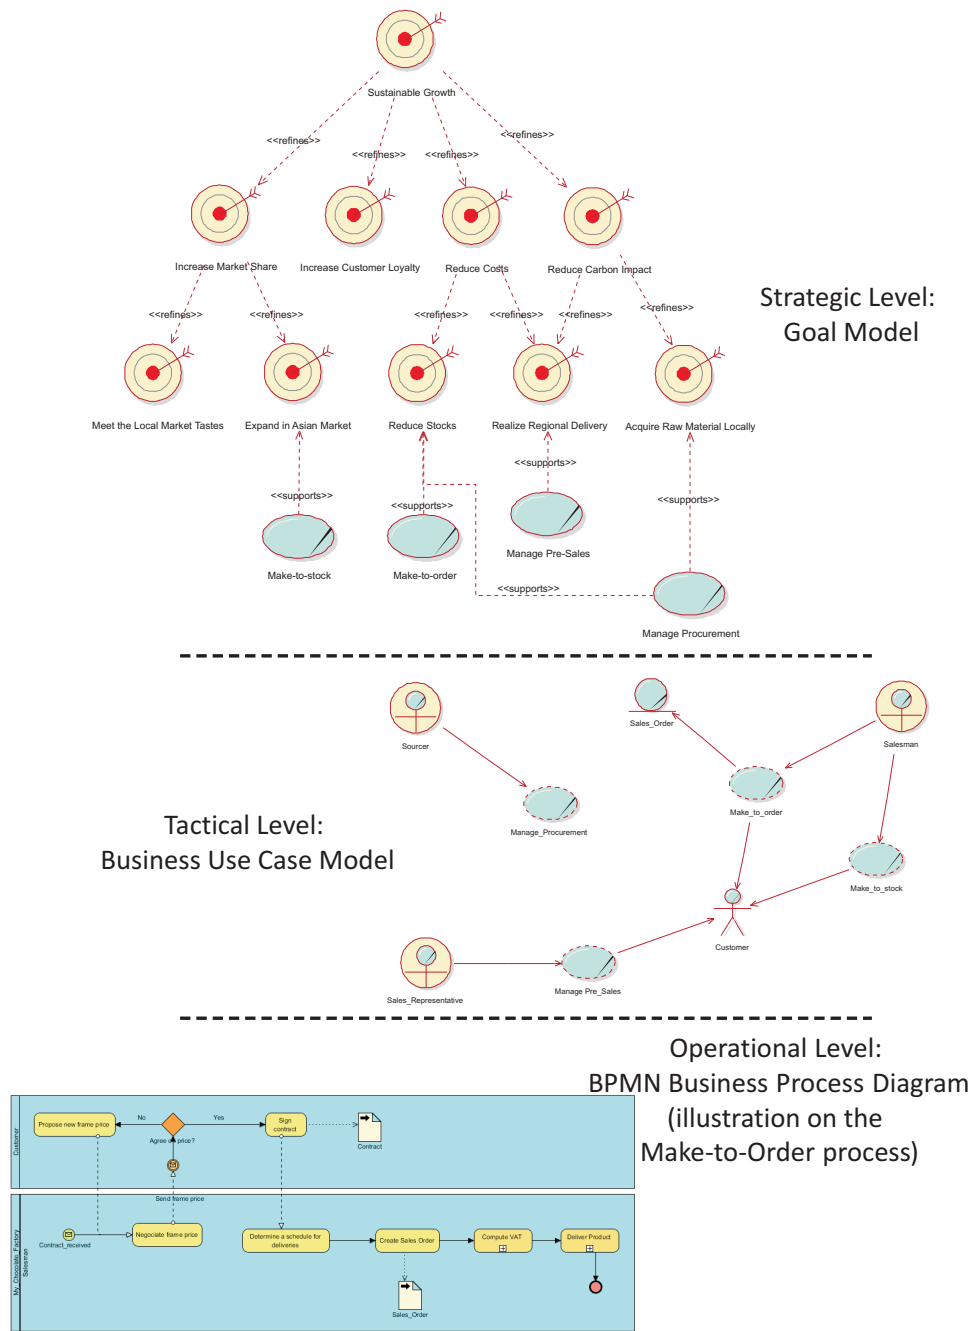 Sustainable Growth
<<refines>>
<<refines>>
<<refines>>
<<refines>>
Increase Market Share
Increase Customer Loyalty
Reduce Costs
Reduce Carbon Impact
Strategic Level:
Goal Model
<<refines>>
<<refines>>
<<refines>>
<<refines>>
<<refines>>
<<refines>>
Meet the Local Market Tastes
Expand in Asian Market
Reduce Stocks
Realize Regional Delivery
Acquire Raw Material Locally
<<supports>>
<<supports>>
<<supports>>
<<supports>>
Make-to-stock
Make-to-order
Manage Pre-Sales
<<supports>>
Manage Procurement
Sourcer
Sales_Order
Salesman
Manage_Procurement
Make_to_order
Tactical Level:
Business Use Case Model
Make_to_stock
Customer
Sales_Representative
Manage Pre_Sales
Operational Level:
BPMN Business Process Diagram
(illustration on the
Make-to-Order process)
Customer
Propose new frame price
No
Agree on price?
Yes
Sign
contract
Contract
Send frame price
My_Chocolate_Factory
Salesman
Contract_received
Negociate frame price
Determine a schedule for
deliveries
Create Sales Order
Compute VAT
Deliver Product
Sales_Order